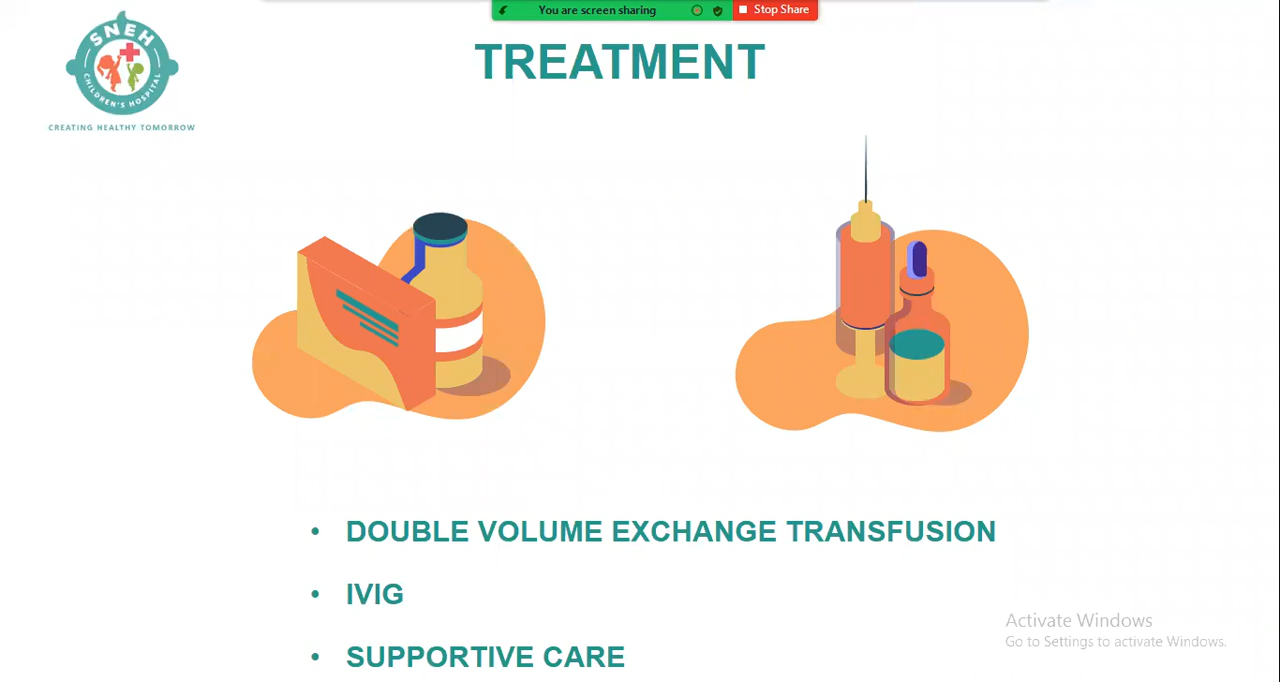 You are screen sharing
Stop Share
SNEH
CHILDREN'S HOSPITAL
CREATING HEALTHY TOMORROW
TREATMENT
• DOUBLE VOLUME EXCHANGE TRANSFUSION
• IVIG
• SUPPORTIVE CARE
Activate Windows
Go to Settings to activate Windows.